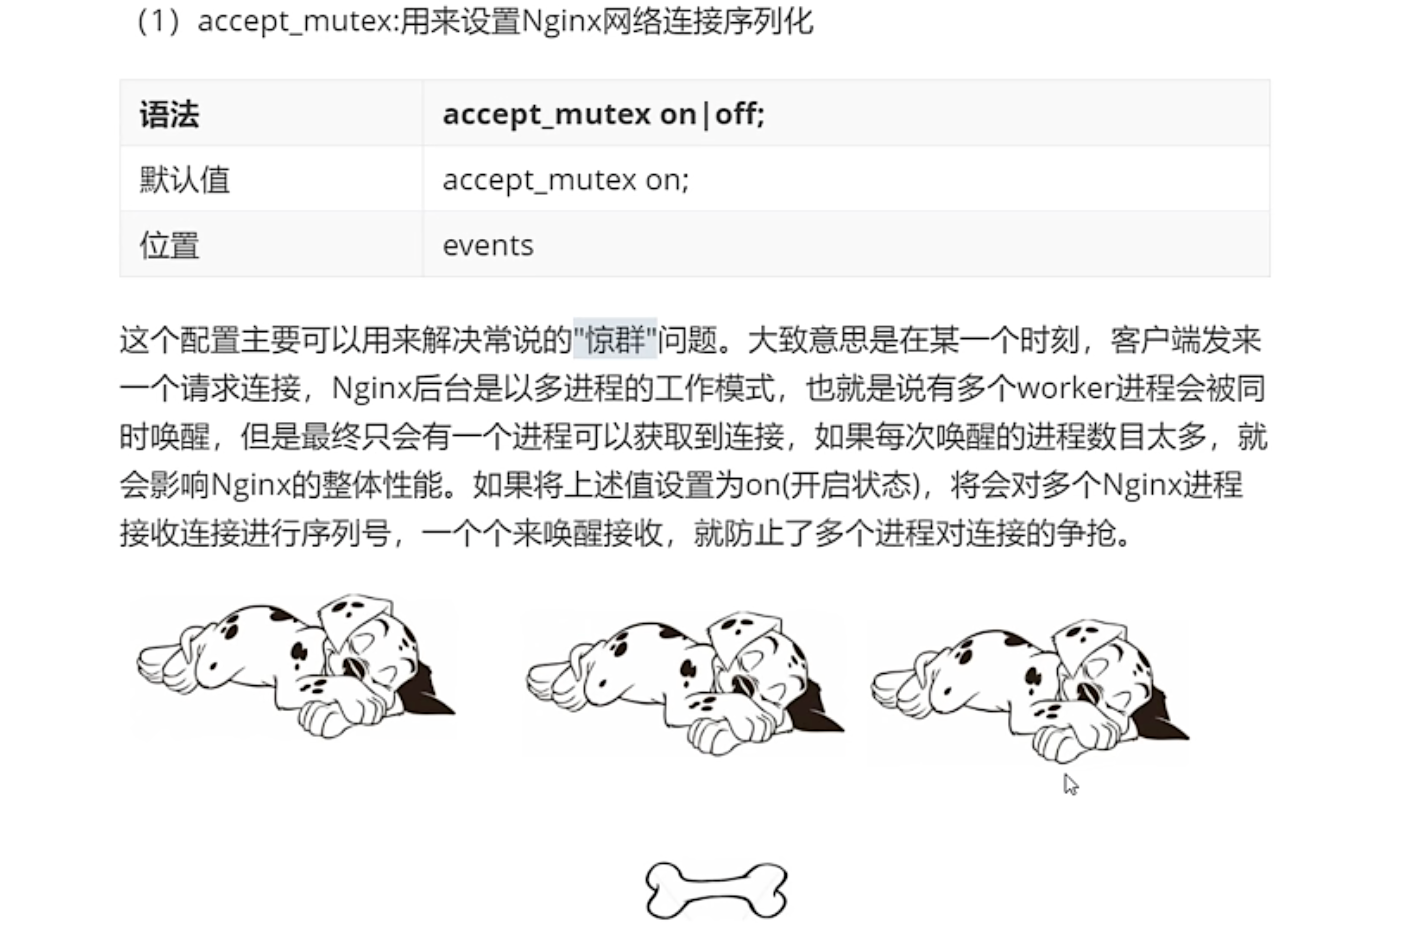 （1）accept_mutex:用来设置Nginx网络连接序列化
语法 accept_mutex on|off;
默认值 accept_mutex on;
位置 events
这个配置主要可以用来解决常说的"惊群"问题。大致意思是在某一个时刻，客户端发来
一个请求连接，Nginx后台是以多进程的工作模式，也就是说有多个worker进程会被同
时唤醒，但是最终只会有一个进程可以获取到连接，如果每次唤醒的进程数目太多，就
会影响Nginx的整体性能。如果将上述值设置为on(开启状态)，将会对多个Nginx进程
接收连接进行序列号，一个个来唤醒接收，就防止了多个进程对连接的争抢。